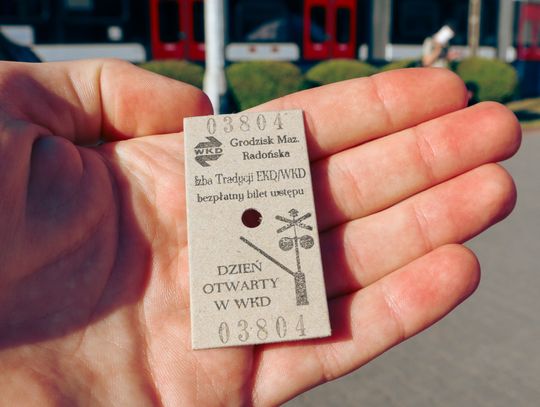 03804
WKD
Grodzisk Maz.
Radońska
Izba Tradycji EKD/WKD
bezpłatny bilet wstępu
DZIEŃ
OTWARTY
W WKD
03804